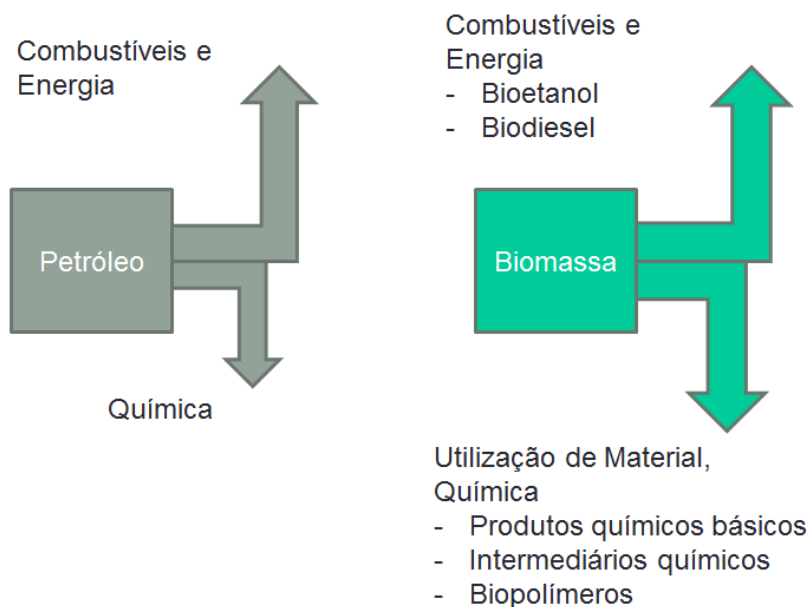 Combustíveis e
Energia
Petróleo
Química
Combustíveis e
Energia
- Bioetanol
- Biodiesel
Biomassa
Utilização de Material,
Química
- Produtos químicos básicos
- Intermediários químicos
- Biopolímeros